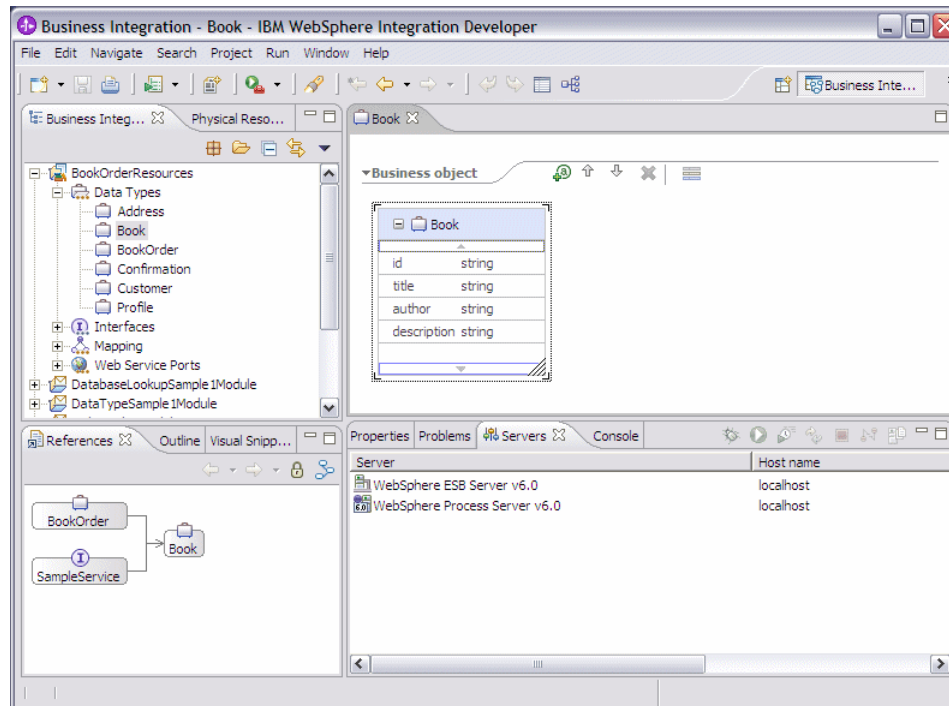 Business Integration - Book - IBM WebSphere Integration Developer
File Edit Navigate Search Project Run Window Help
Business Inte...
Business Integ... Physical Reso...
BookOrderResources
Data Types
Address
Book
BookOrder
Confirmation
Customer
Profile
Interfaces
Mapping
Web Service Ports
DatabaseLookupSample1Module
DataTypeSample1Module
Book
Business object
Book
id string
title string
author string
description string
References Outline Visual Snipp...
BookOrder
SampleService
Book
Properties Problems Servers Console
Server Host name
WebSphere ESB Server v6.0 localhost
WebSphere Process Server v6.0 localhost